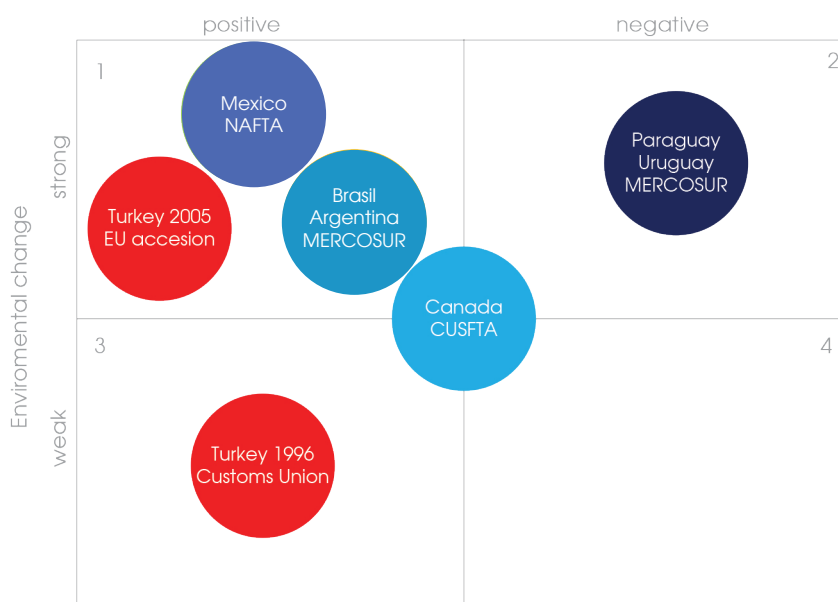 positive
negative
1
2
Mexico
NAFTA
Paraguay
Uruguay
MERCOSUR
strong
Brasil
Argentina
MERCOSUR
Turkey 2005
EU accesion
Enviromental change
Canada
CUSFTA
3
4
weak
Turkey 1996
Customs Union